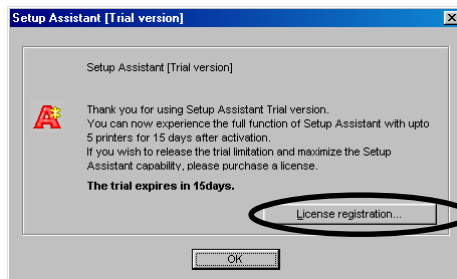 Setup Assistant [Trial version]
Setup Assistant [Trial version]
Thank you for using Setup Assistant Trial version.
You can now experience the full function of Setup Assistant with upto
5 printers for 15 days after activation.
If you wish to release the trial limitation and maximize the Setup
Assistant capability, please purchase a license.
The trial expires in 15days.
License registration...
OK